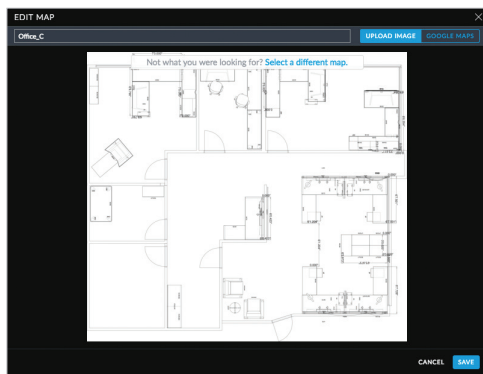 EDIT MAP
Office_C
UPLOAD IMAGE
GOOGLE MAPS
Not what you were looking for? Select a different map.
CANCEL
SAVE